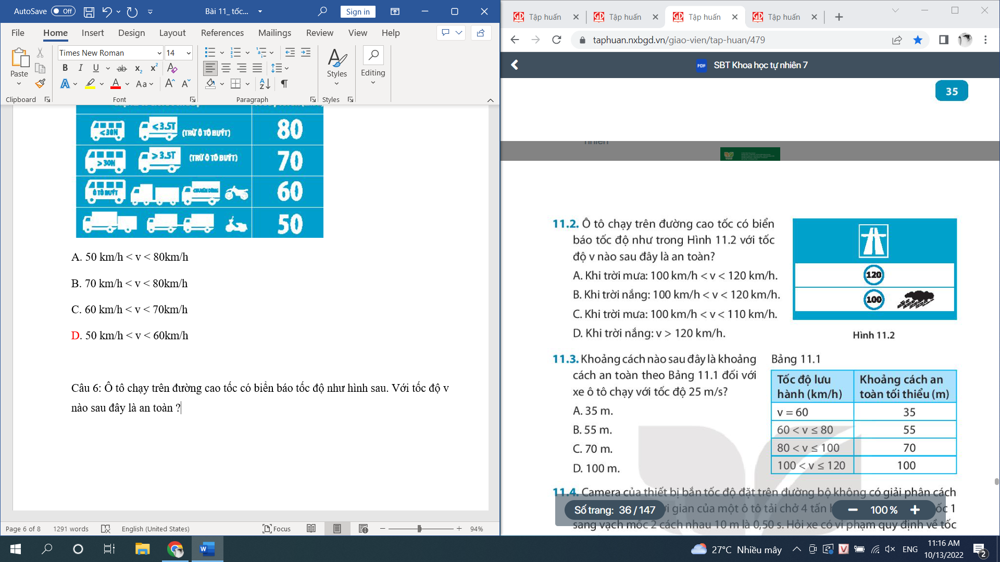 AutoSave Off
Bài 11_ tốc...
Sign in
File Home Insert Design Layout References Mailings Review View Help
Times New Roman 14
Paste
Styles
Editing
Clipboard Font Paragraph Styles
<30N <3.5T (TRỪ Ô TÔ BUÝT) 80
>30N >3.5T (TRỪ Ô TÔ BUÝT) 70
Ô TÔ BUÝT CHUYÊN DÙNG 60
50
A. 50 km/h < v < 80km/h
B. 70 km/h < v < 80km/h
C. 60 km/h < v < 70km/h
D. 50 km/h < v < 60km/h
Câu 6: Ô tô chạy trên đường cao tốc có biển báo tốc độ như hình sau. Với tốc độ v
nào sau đây là an toàn ?
Page 6 of 8 1291 words English (United States) Focus 94%
Tập huấn Tập huấn Tập huấn Tập huấn
taphuan.nxbgd.vn/giao-vien/tap-huan/479
PDF SBT Khoa học tự nhiên 7
35
nhiên
11.2. Ô tô chạy trên đường cao tốc có biển
báo tốc độ như trong Hình 11.2 với tốc
độ v nào sau đây là an toàn?
A. Khi trời mưa: 100 km/h < v < 120 km/h.
B. Khi trời nắng: 100 km/h < v < 120 km/h.
C. Khi trời mưa: 100 km/h < v < 110 km/h.
D. Khi trời nắng: v > 120 km/h.
120
100
Hình 11.2
11.3. Khoảng cách nào sau đây là khoảng
cách an toàn theo Bảng 11.1 đối với
xe ô tô chạy với tốc độ 25 m/s?
A. 35 m.
B. 55 m.
C. 70 m.
D. 100 m.
Bảng 11.1
Tốc độ lưu hành (km/h) Khoảng cách an toàn tối thiểu (m)
v = 60 35
60 < v ≤ 80 55
80 < v ≤ 100 70
100 < v ≤ 120 100
11.4. Camera của thiết bị bắn tốc độ đặt trên đường bộ không có giải phân cách
gian của một ô tô tải chở 4 tấn
1
sang vạch mốc 2 cách nhau 10 m là 0,50 s. Hỏi xe có vi phạm quy định về tốc
Số trang: 36 / 147
100 %
27°C Nhiều mây ENG
11:16 AM
10/13/2022
2